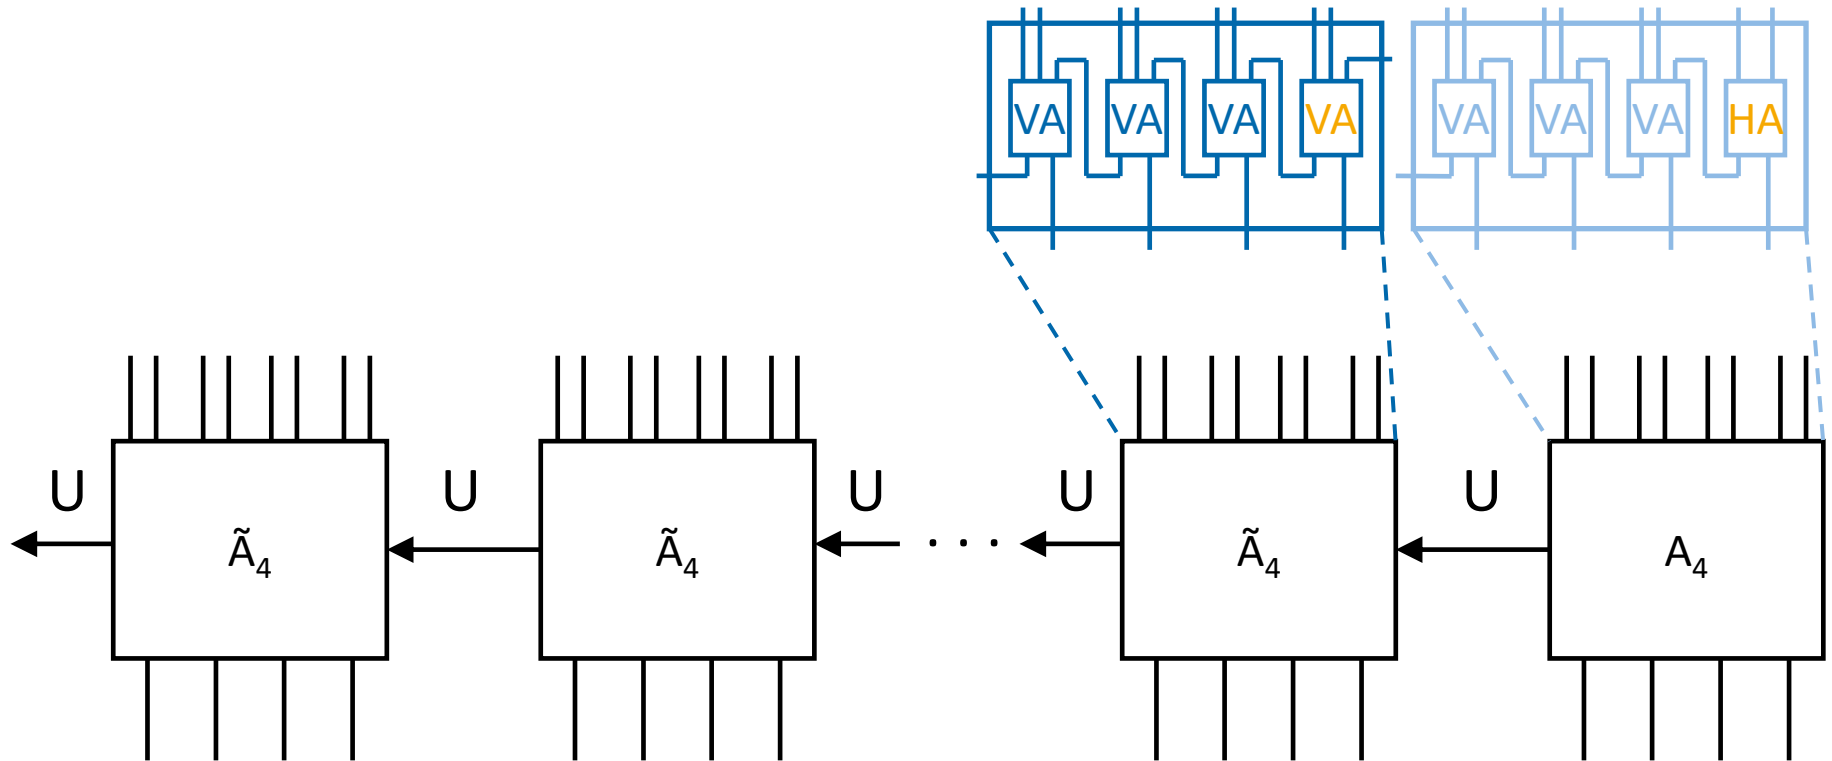 VA VA VA VA VA VA VA HA
U U U U U
Ã₄ Ã₄ . . . Ã₄ A₄